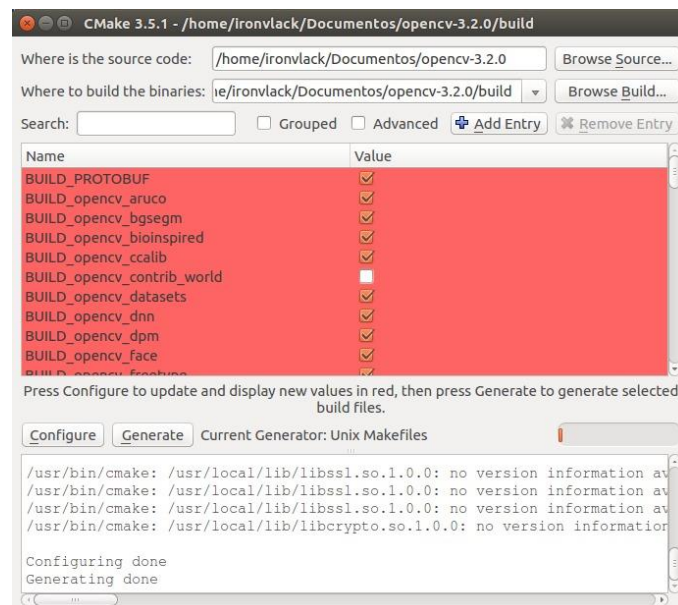 CMake 3.5.1 - /home/ironvlack/Documentos/opencv-3.2.0/build
Where is the source code: /home/ironvlack/Documentos/opencv-3.2.0 Browse Source...
Where to build the binaries: /ironvlack/Documentos/opencv-3.2.0/build Browse Build...
Search: Grouped Advanced Add Entry Remove Entry
Name Value
BUILD_PROTOBUF
BUILD_opencv_aruco
BUILD_opencv_bgsegm
BUILD_opencv_bioinspired
BUILD_opencv_ccalib
BUILD_opencv_contrib_world
BUILD_opencv_datasets
BUILD_opencv_dnn
BUILD_opencv_dpm
BUILD_opencv_face
BUILD_opencv_freetype
Press Configure to update and display new values in red, then press Generate to generate selected
build files.
Configure Generate Current Generator: Unix Makefiles
/usr/bin/cmake: /usr/local/lib/libssl.so.1.0.0: no version information av
/usr/bin/cmake: /usr/local/lib/libssl.so.1.0.0: no version information av
/usr/bin/cmake: /usr/local/lib/libssl.so.1.0.0: no version information av
/usr/bin/cmake: /usr/local/lib/libcrypto.so.1.0.0: no version information
Configuring done
Generating done